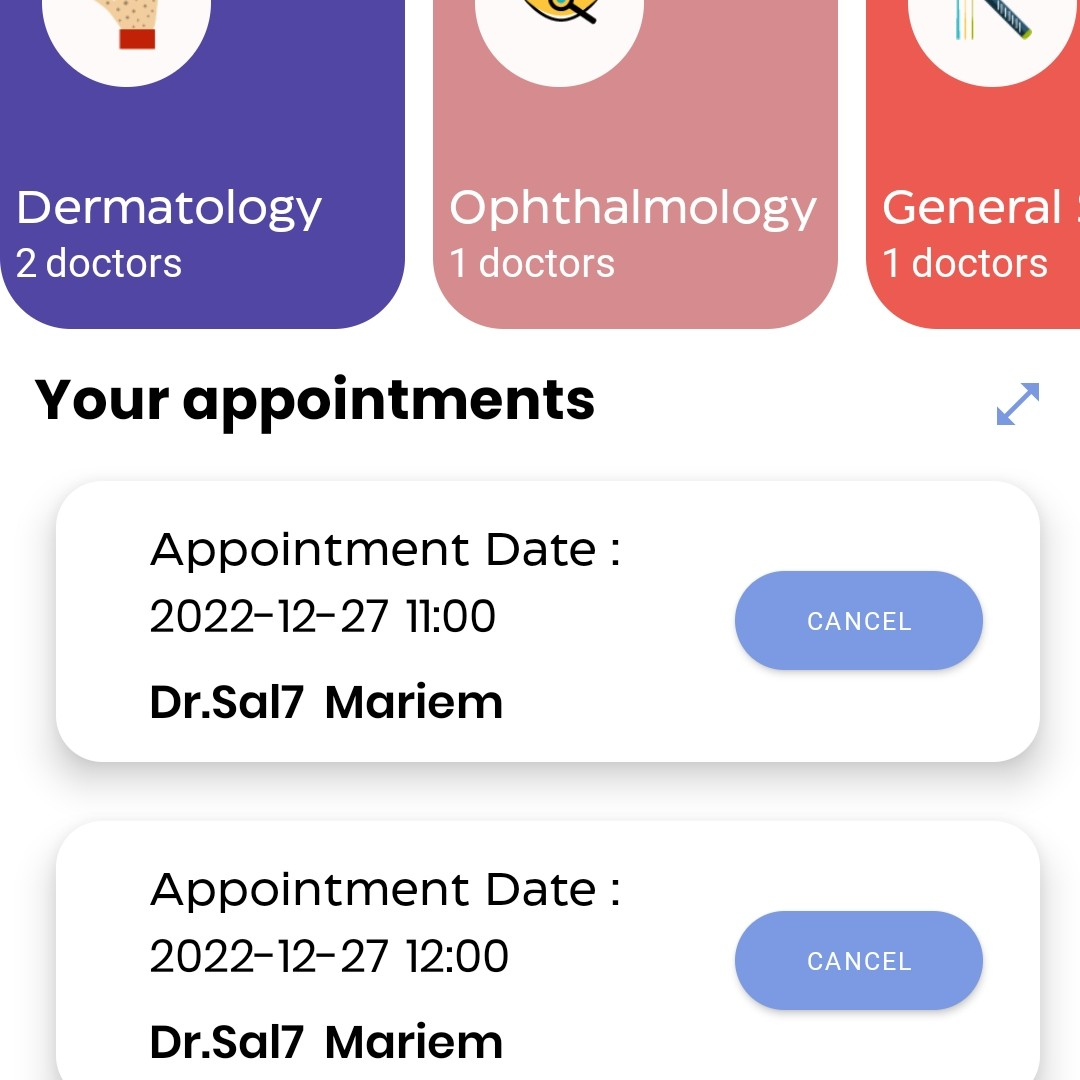 Dermatology
2 doctors
Ophthalmology
1 doctors
General
1 doctors
Your appointments
Appointment Date :
2022-12-27 11:00
CANCEL
Dr.Sal7 Mariem
Appointment Date :
2022-12-27 12:00
CANCEL
Dr.Sal7 Mariem